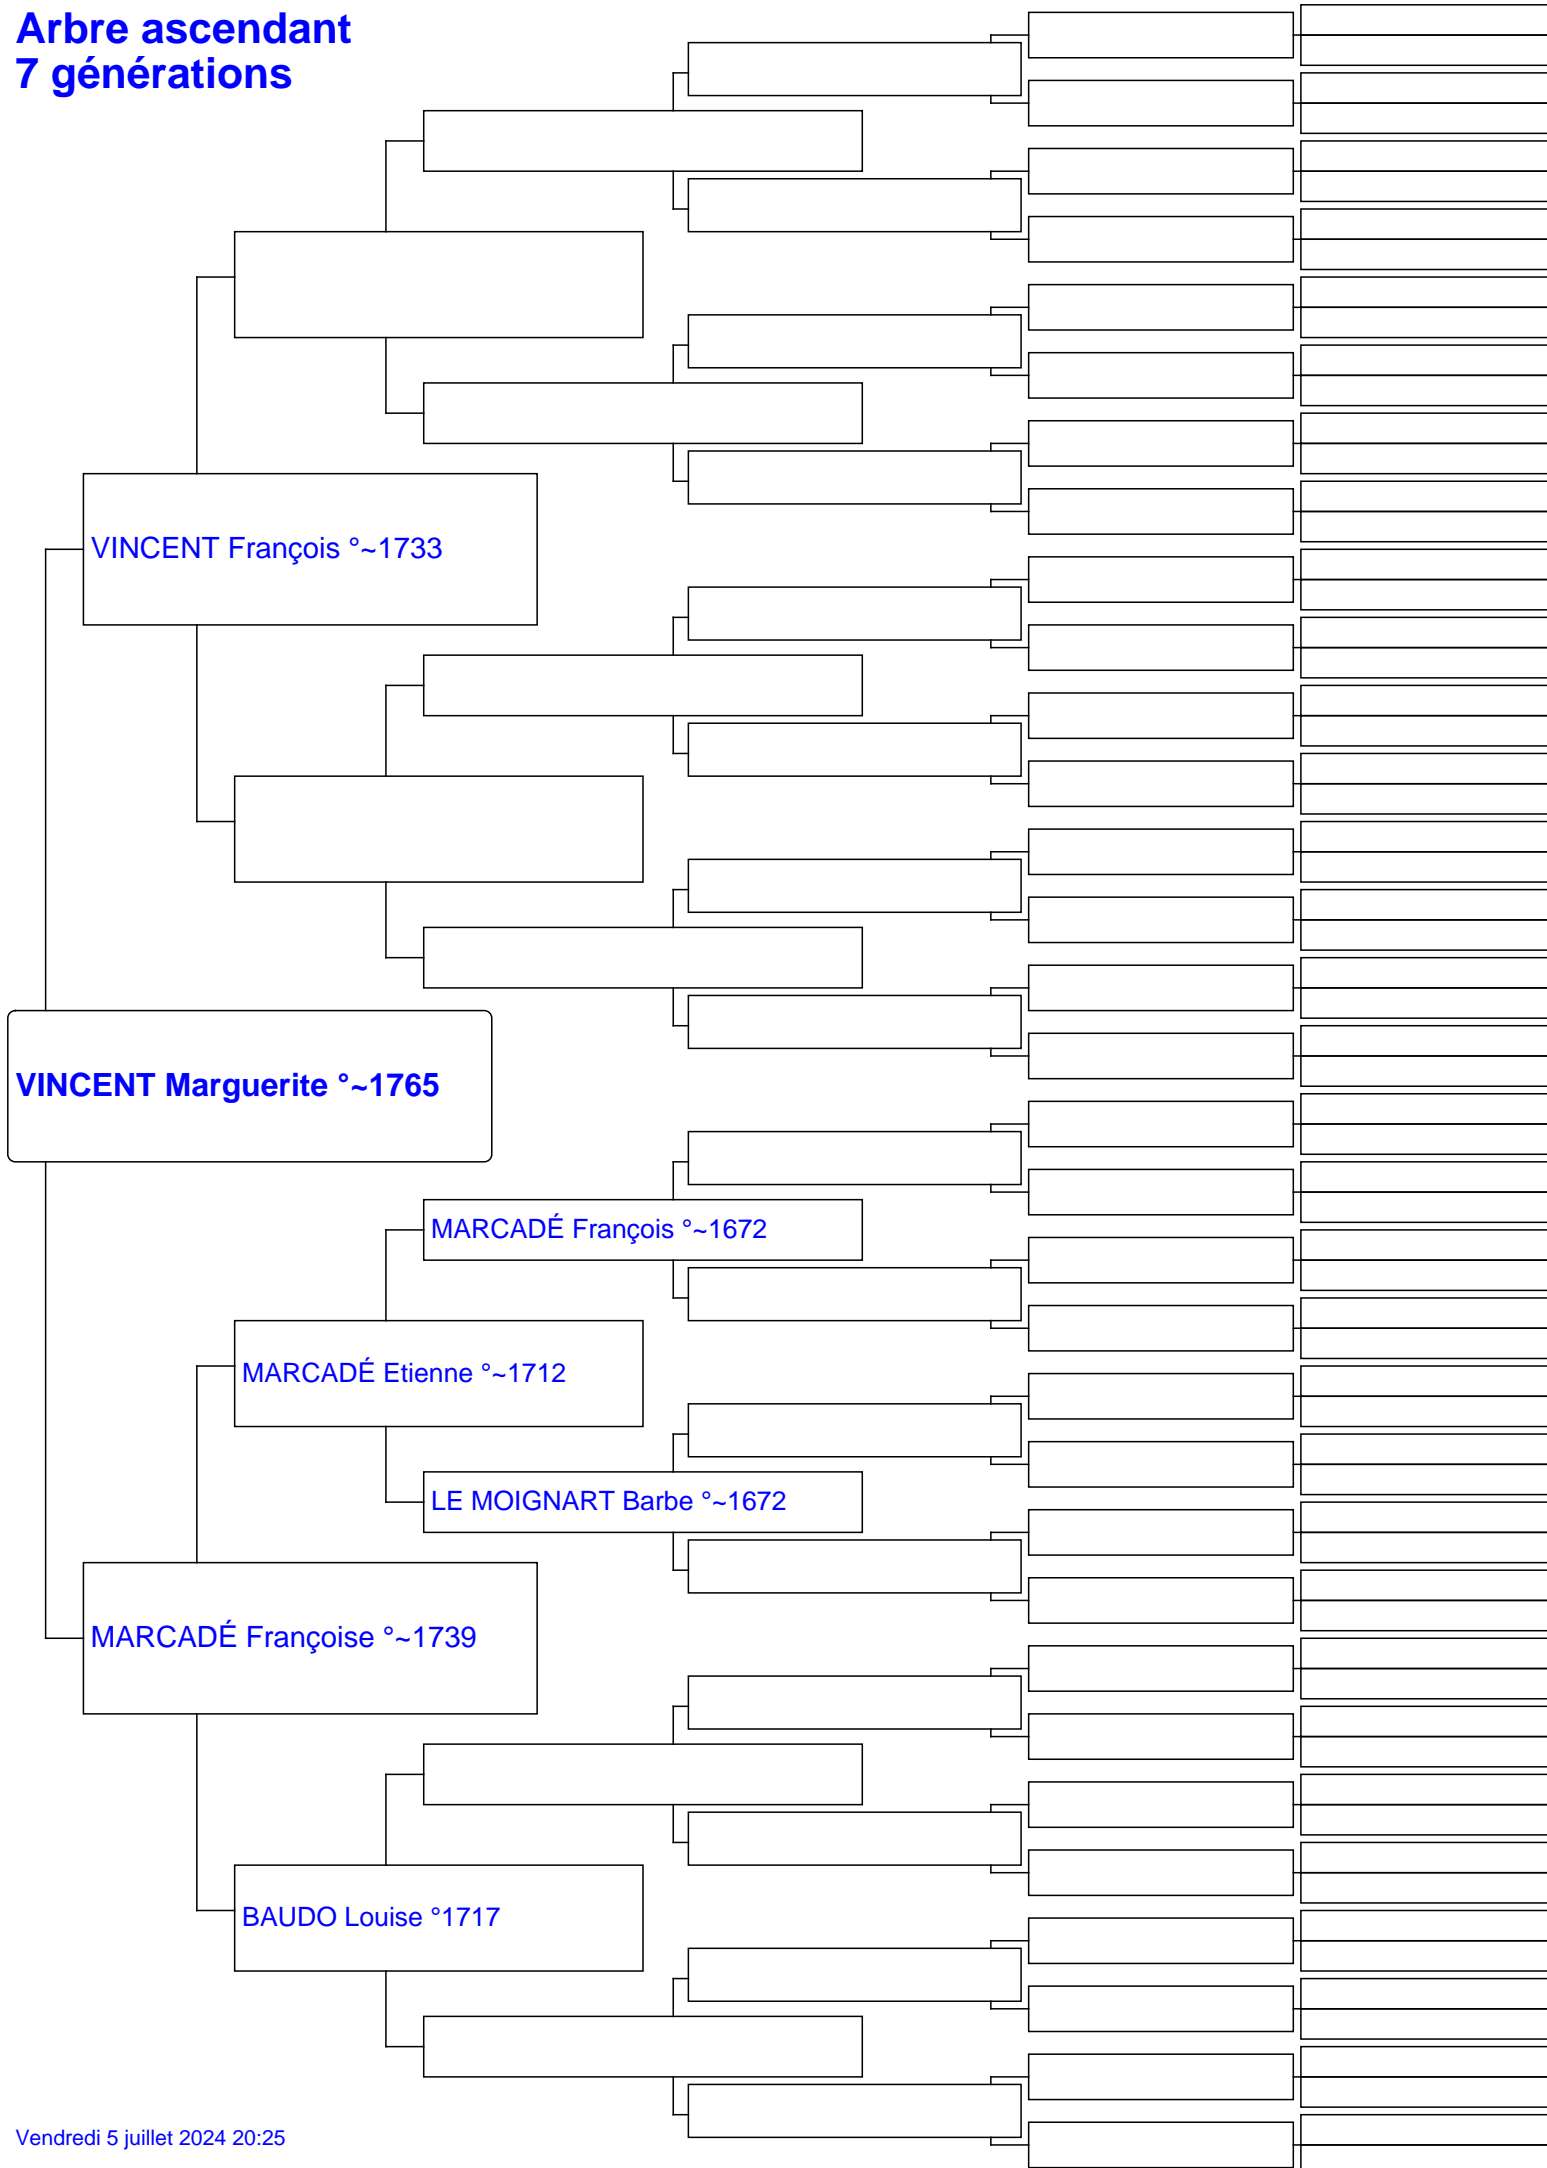 Arbre ascendant
7 générations
VINCENT François °~1733
VINCENT Marguerite °~1765
MARCADÉ François °~1672
MARCADÉ Etienne °~1712
LE MOIGNART Barbe °~1672
MARCADÉ Françoise °~1739
BAUDO Louise °1717
Vendredi 5 juillet 2024 20:25